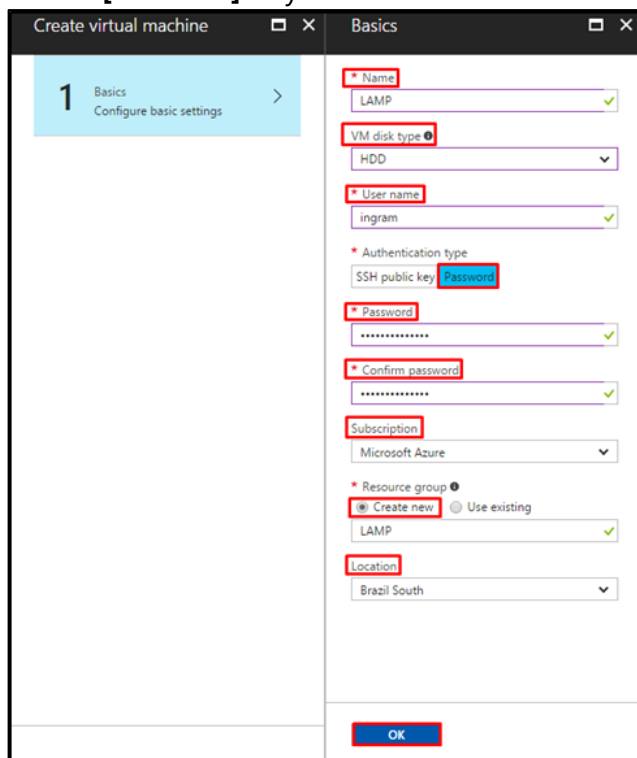 Create virtual machine
1
Basics
Configure basic settings
Basics
* Name
LAMP
VM disk type
HDD
* User name
ingram
* Authentication type
SSH public key Password
* Password
••••••••••••••
* Confirm password
••••••••••••••
Subscription
Microsoft Azure
* Resource group
Create new Use existing
LAMP
Location
Brazil South
OK